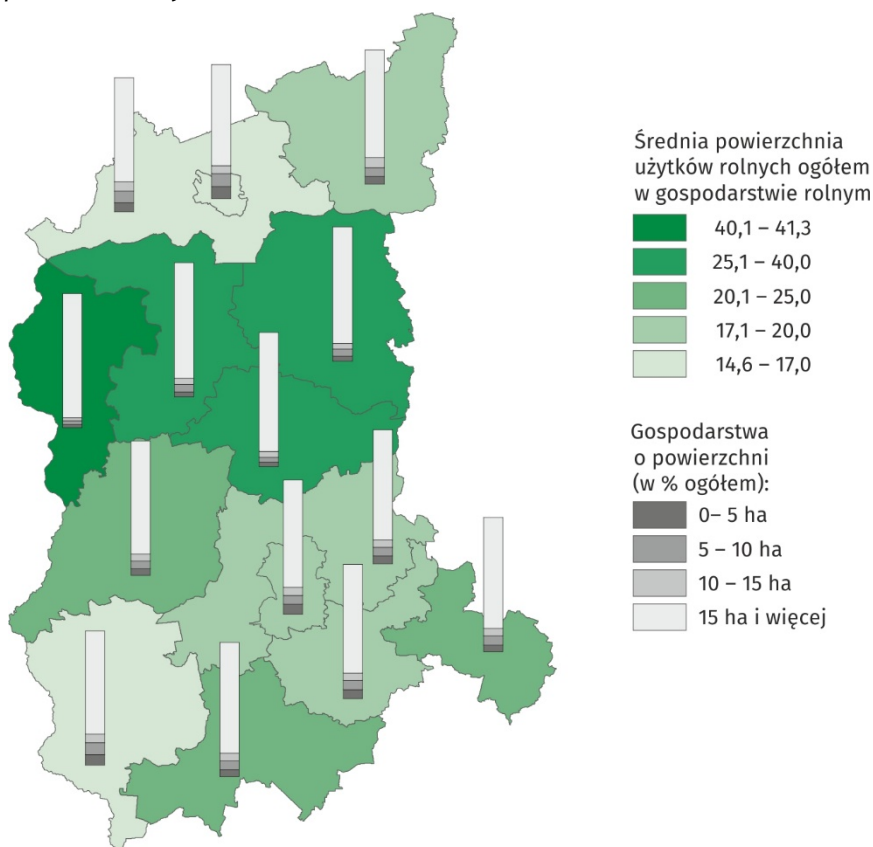 Średnia powierzchnia
użytków rolnych ogółem
w gospodarstwie rolnym
40,1 – 41,3
25,1 – 40,0
20,1 – 25,0
17,1 – 20,0
14,6 – 17,0
Gospodarstwa
o powierzchni
(w % ogółem):
0– 5 ha
5 – 10 ha
10 – 15 ha
15 ha i więcej